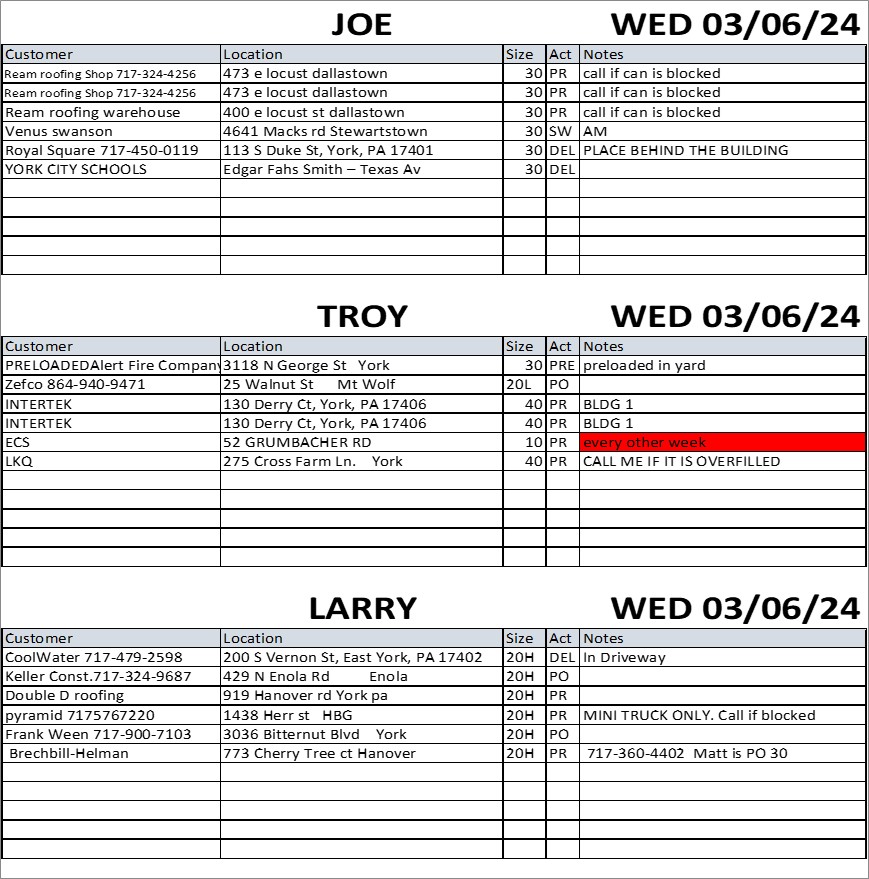 JOE WED 03/06/24
Customer Location Size Act Notes
Ream roofing Shop 717-324-4256 473 e locust dallastown 30 PR call if can is blocked
Ream roofing Shop 717-324-4256 473 e locust dallastown 30 PR call if can is blocked
Ream roofing warehouse 400 e locust st dallastown 30 PR call if can is blocked
Venus swanson 4641 Macks rd Stewartstown 30 SW AM
Royal Square 717-450-0119 113 S Duke St, York, PA 17401 30 DEL PLACE BEHIND THE BUILDING
YORK CITY SCHOOLS Edgar Fahs Smith – Texas Av 30 DEL
TROY WED 03/06/24
Customer Location Size Act Notes
PRELOADEDAlert Fire Company 3118 N George St York 30 PRE preloaded in yard
Zefco 864-940-9471 25 Walnut St Mt Wolf 20L PO
INTERTEK 130 Derry Ct, York, PA 17406 40 PR BLDG 1
INTERTEK 130 Derry Ct, York, PA 17406 40 PR BLDG 1
ECS 52 GRUMBACHER RD 10 PR every other week
LKQ 275 Cross Farm Ln. York 40 PR CALL ME IF IT IS OVERFILLED
LARRY WED 03/06/24
Customer Location Size Act Notes
CoolWater 717-479-2598 200 S Vernon St, East York, PA 17402 20H DEL In Driveway
Keller Const.717-324-9687 429 N Enola Rd Enola 20H PO
Double D roofing 919 Hanover rd York pa 20H PR
pyramid 7175767220 1438 Herr st HBG 20H PR MINI TRUCK ONLY. Call if blocked
Frank Ween 717-900-7103 3036 Bitternut Blvd York 20H PO
Brechbill-Helman 773 Cherry Tree ct Hanover 20H PR 717-360-4402 Matt is PO 30